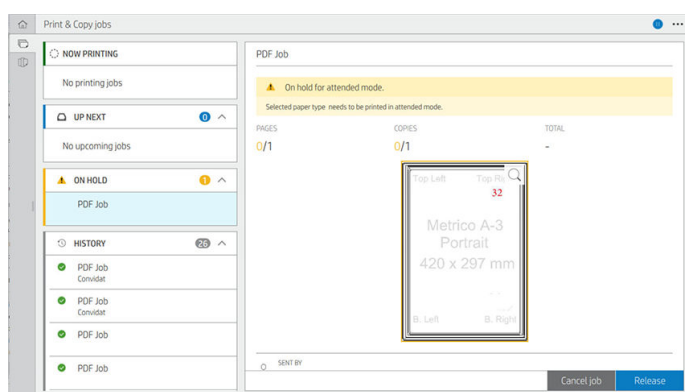 Print & Copy jobs
NOW PRINTING
No printing jobs
UP NEXT
0
No upcoming jobs
ON HOLD
1
PDF Job
HISTORY
26
PDF Job
Convidat
PDF Job
Convidat
PDF Job
PDF Job
PDF Job
On hold for attended mode.
Selected paper type needs to be printed in attended mode.
PAGES
COPIES
TOTAL
0/1
0/1
-
Top Left
Top Ri
32
Metrico A-3
Portrait
420 x 297 mm
B. Left
B. Right
SENT BY
Cancel job
Release